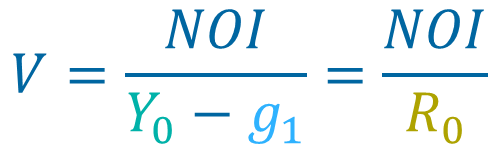 V = NOI / (Y₀ − g₁) = NOI / R₀